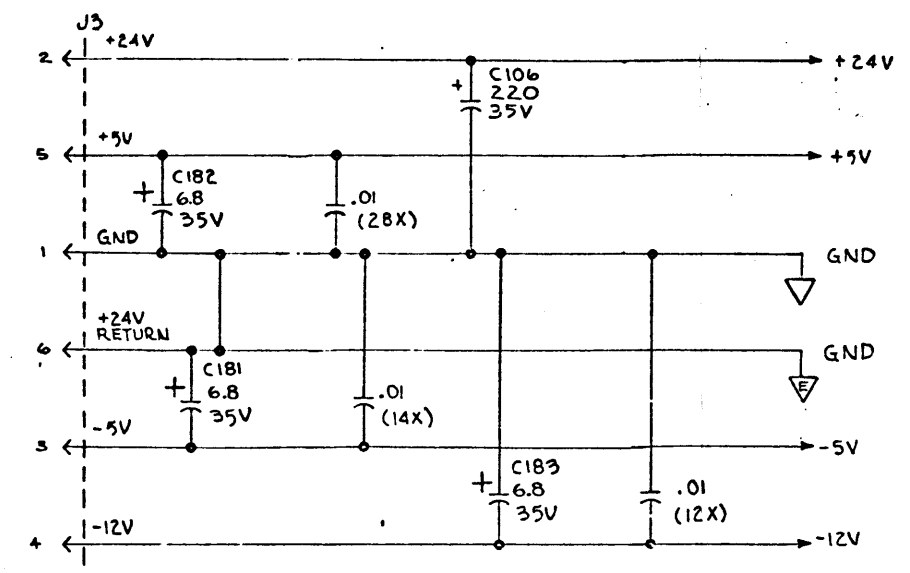 J3
2 +24V +24V
+ C106
220
35V
5 +5V +5V
+ C182
6.8
35V
.01
(28X)
1 GND GND
+24V
RETURN
6 GND
E
+ C181
6.8
35V
.01
(14X)
3 -5V -5V
+ C183
6.8
35V
.01
(12X)
4 -12V -12V